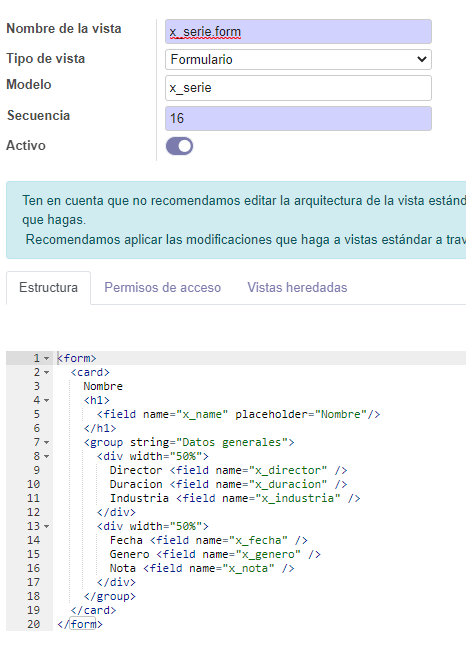 Nombre de la vista x_serie.form
Tipo de vista Formulario
Modelo x_serie
Secuencia 16
Activo
Ten en cuenta que no recomendamos editar la arquitectura de la vista estánd
que hagas.
Recomendamos aplicar las modificaciones que haga a vistas estándar a trav
Estructura Permisos de acceso Vistas heredadas
1 <form>
2 <card>
3 Nombre
4 <h1>
5 <field name="x_name" placeholder="Nombre"/>
6 </h1>
7 <group string="Datos generales">
8 <div width="50%">
9 Director <field name="x_director" />
10 Duracion <field name="x_duracion" />
11 Industria <field name="x_industria" />
12 </div>
13 <div width="50%">
14 Fecha <field name="x_fecha" />
15 Genero <field name="x_genero" />
16 Nota <field name="x_nota" />
17 </div>
18 </group>
19 </card>
20 </form>